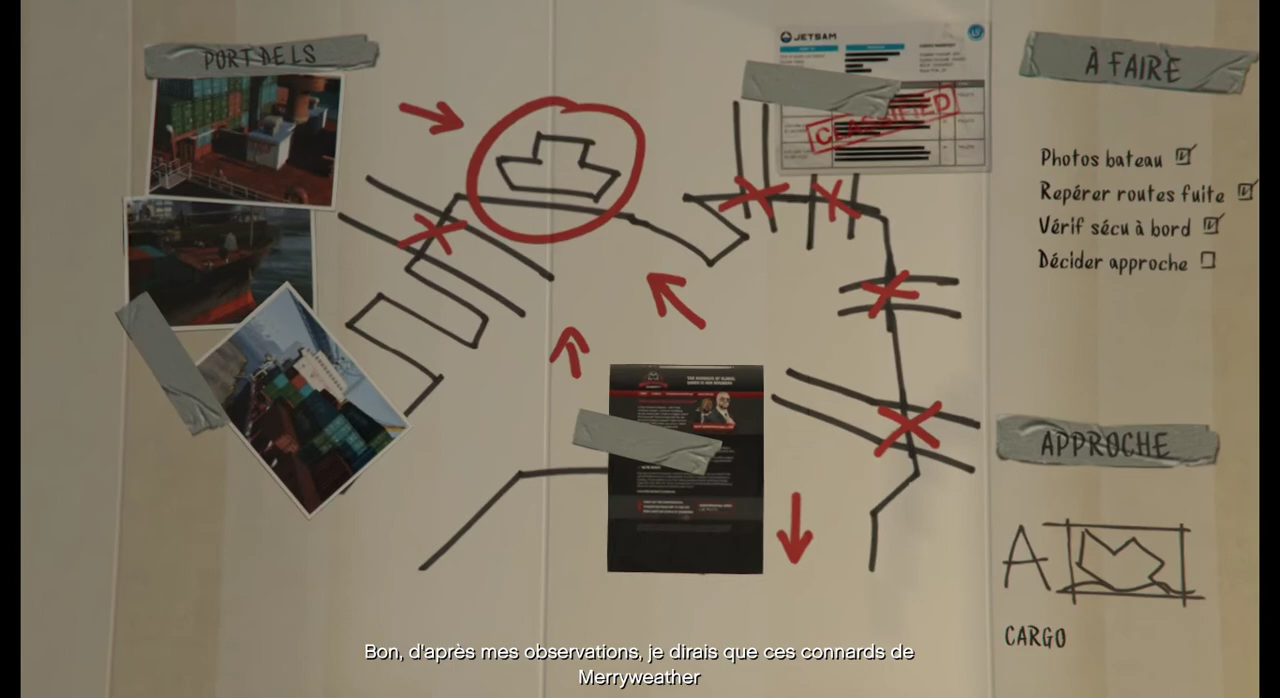 PORT DE LS
JETSAM
CLASSIFIED
À FAIRE
Photos bateau
Repérer routes fuite
Vérif sécu à bord
Décider approche
APPROCHE
A
CARGO
Bon, d'après mes observations, je dirais que ces connards de
Merryweather